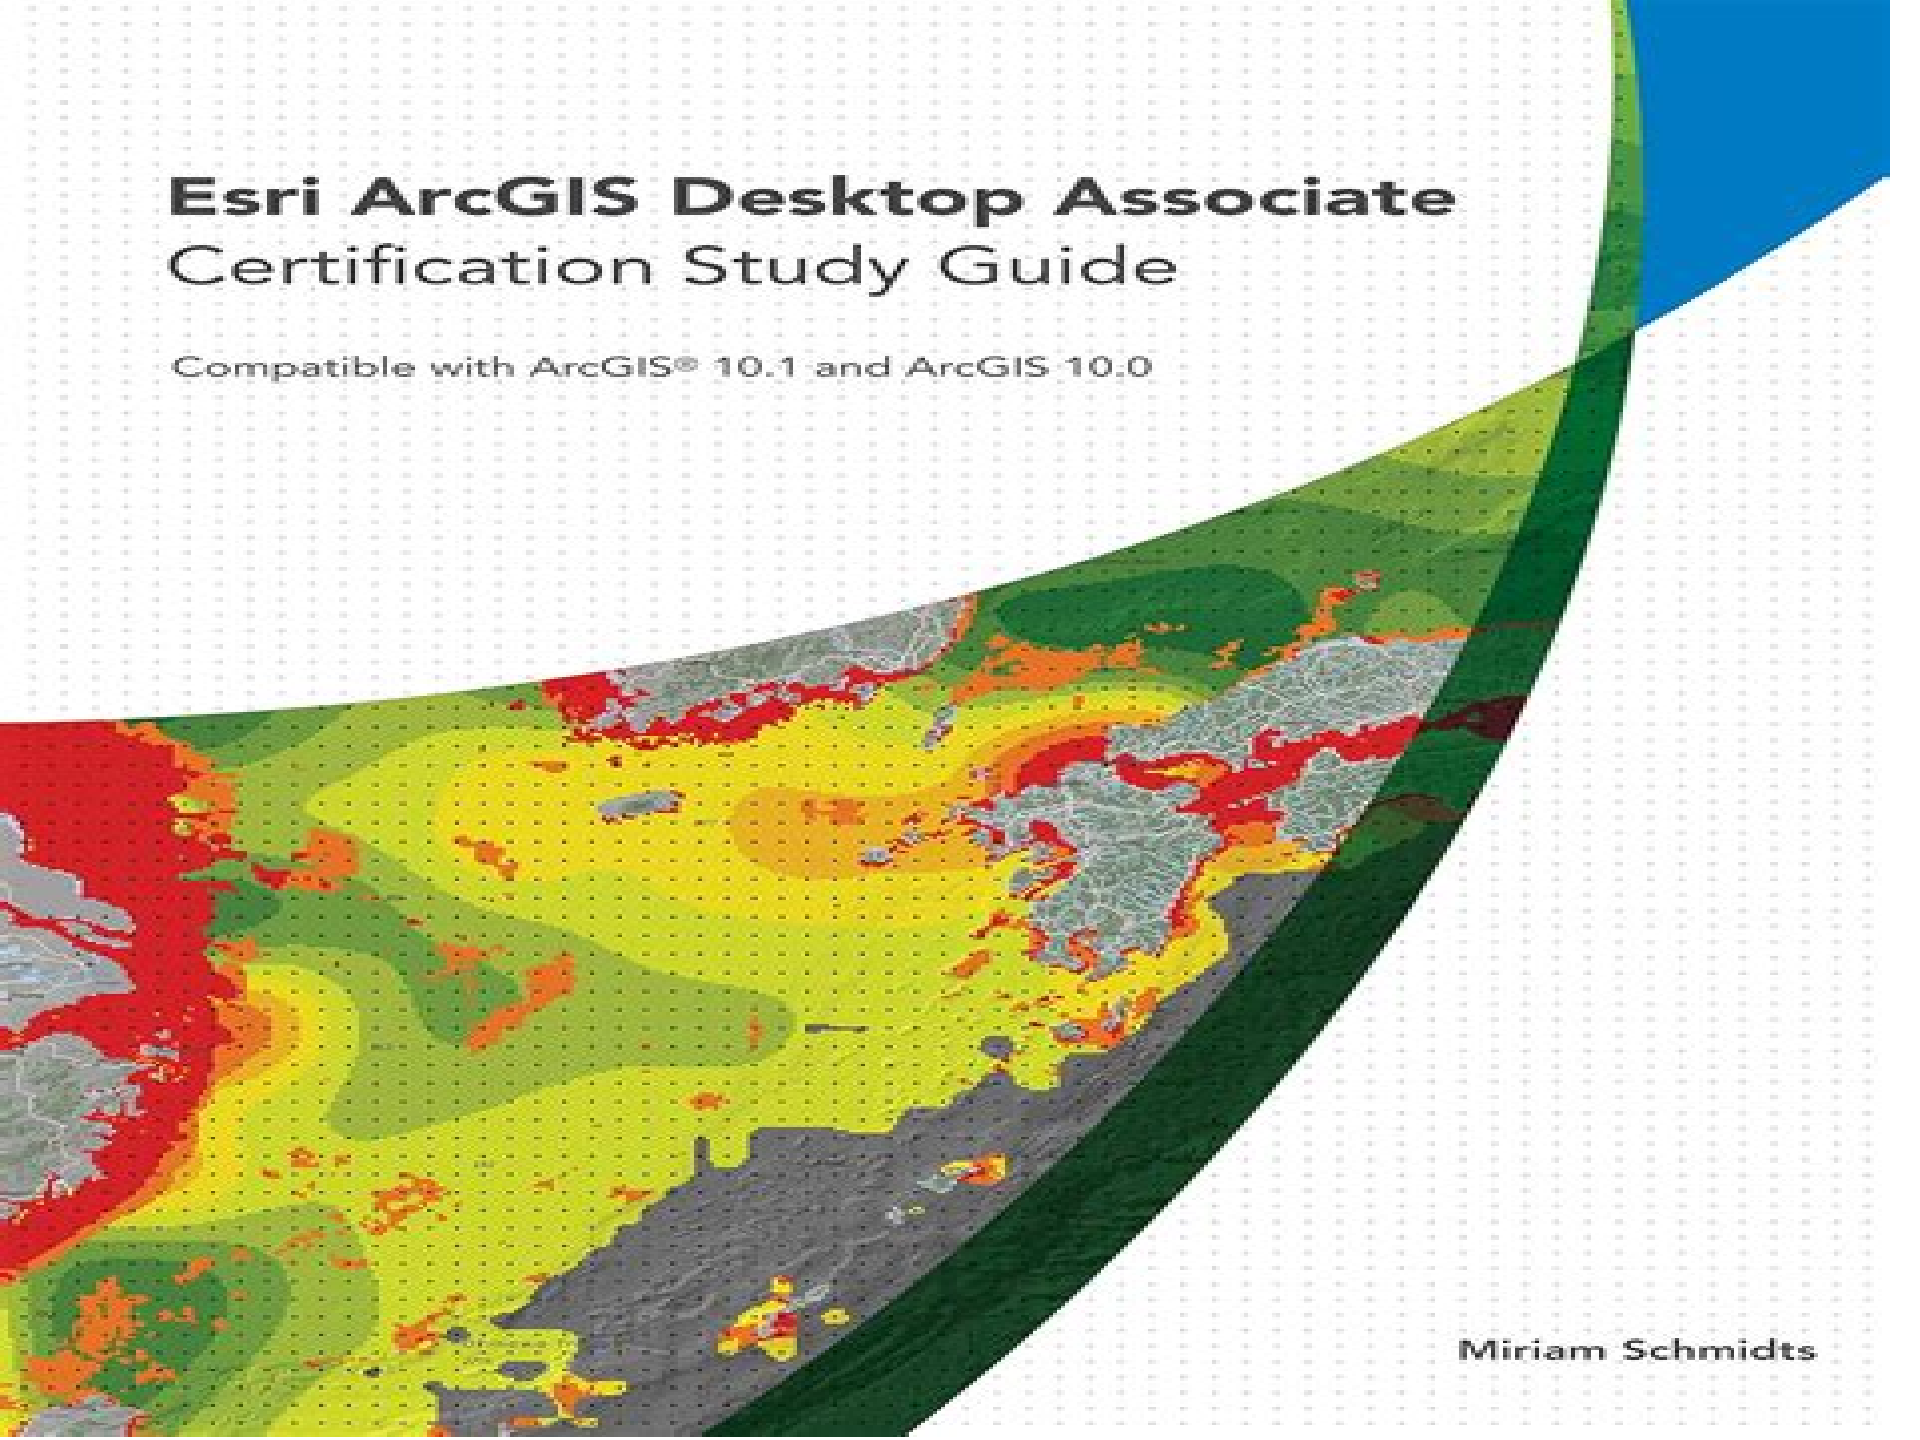 Esri ArcGIS Desktop Associate
Certification Study Guide
Compatible with ArcGIS® 10.1 and ArcGIS 10.0
Miriam Schmidts